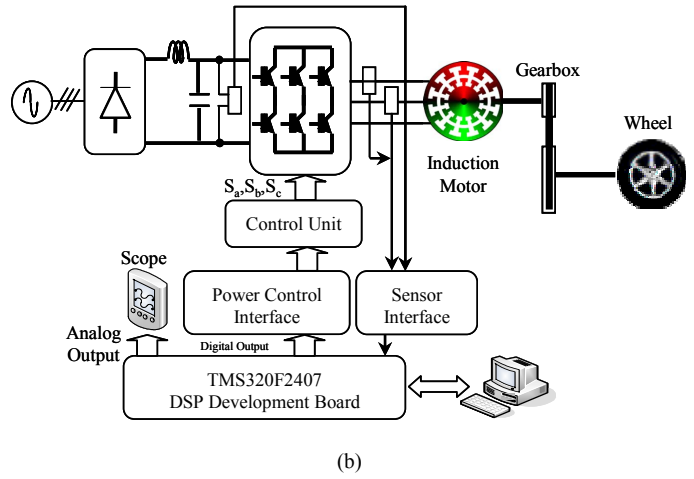 Gearbox
Wheel
Induction
Motor
Sa,Sb,Sc
Control Unit
Scope
Power Control
Interface
Sensor
Interface
Analog
Output
Digital Output
TMS320F2407
DSP Development Board
(b)